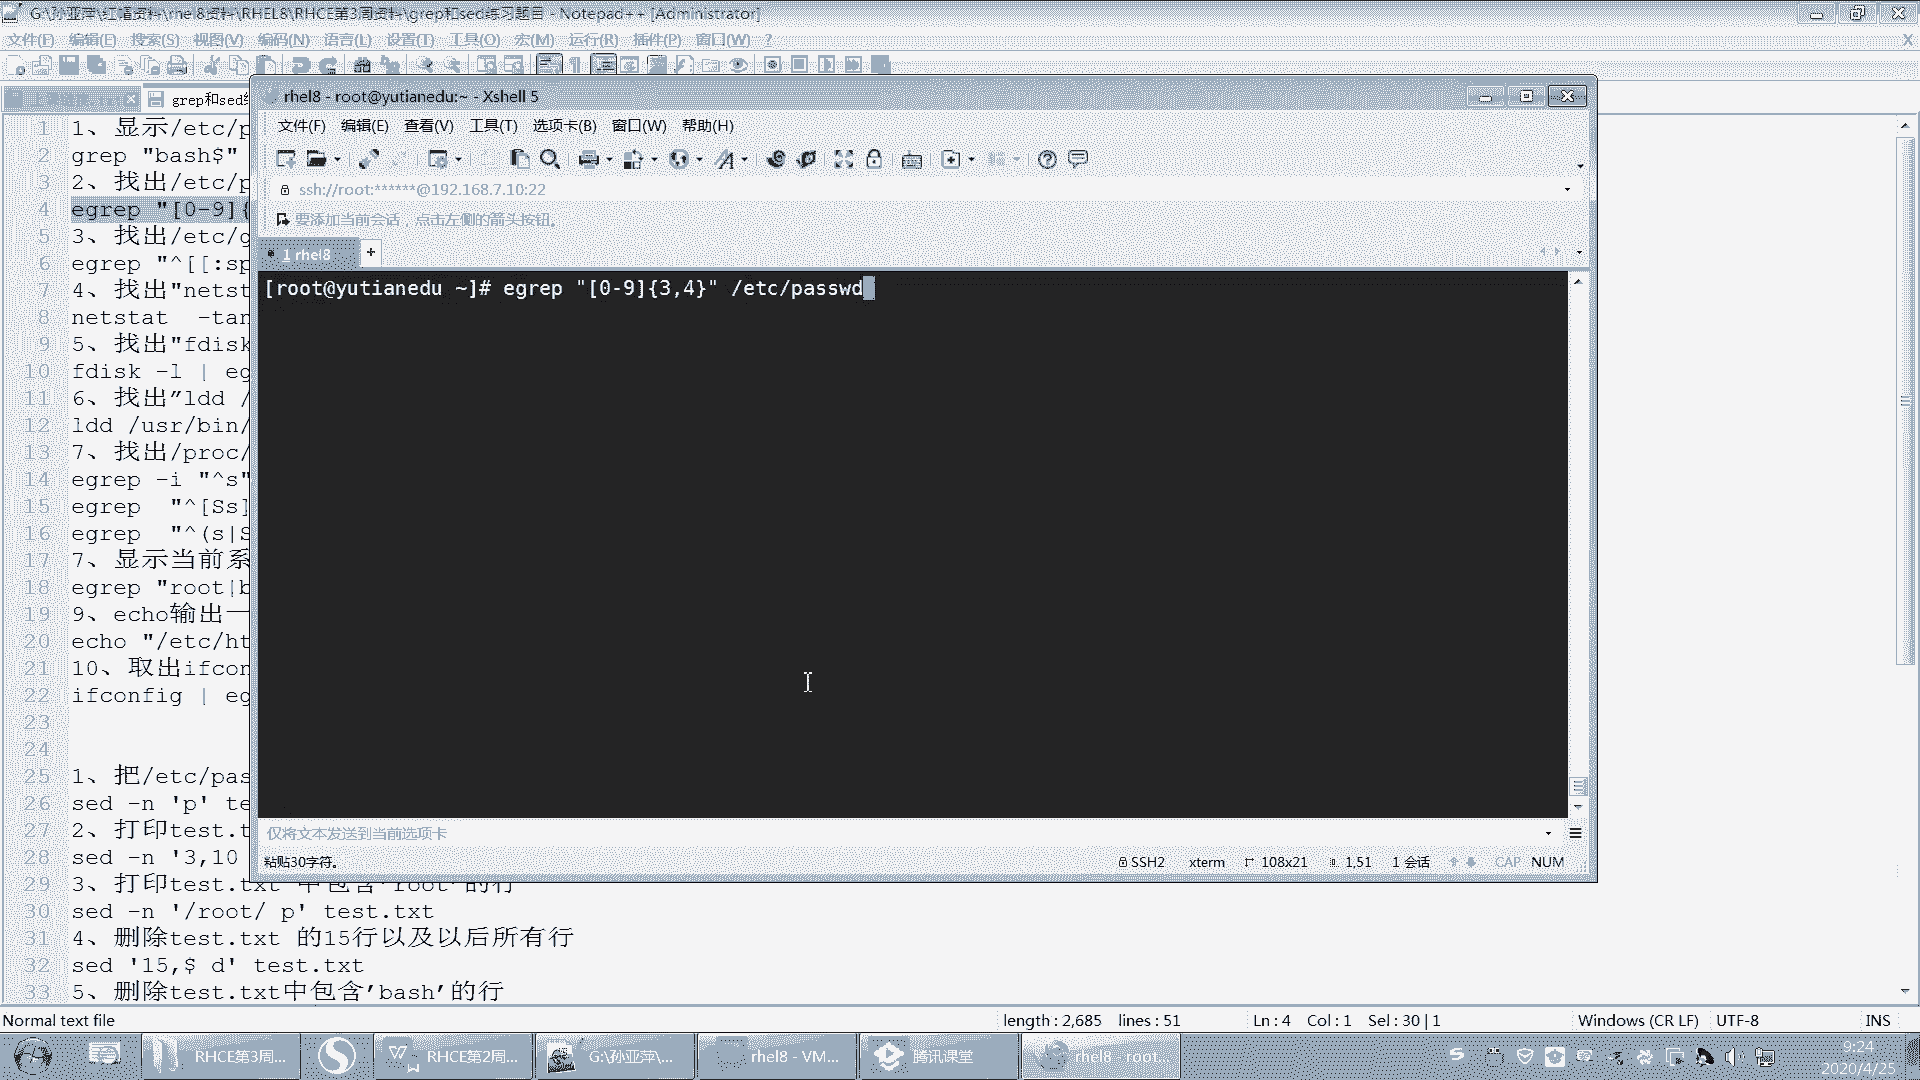 G:\孙亚萍\红帽资料\rhel8资料\RHEL8\RHCE第3周资料\grep和sed练习题目 - Notepad++ [Administrator]
文件(F) 编辑(E) 搜索(S) 视图(V) 编码(N) 语言(L) 设置(T) 工具(O) 宏(M) 运行(R) 插件(P) 窗口(W) ?
grep和sed
rhel8 - root@yutianedu:~ - Xshell 5
文件(F) 编辑(E) 查看(V) 工具(T) 选项卡(B) 窗口(W) 帮助(H)
ssh://root:******@192.168.7.10:22
要添加当前会话，点击左侧的箭头按钮。
1 rhel8 +
[root@yutianedu ~]# egrep "[0-9]{3,4}" /etc/passwd
仅将文本发送到当前选项卡
粘贴30字符。 SSH2 xterm 108x21 1,51 1 会话 CAP NUM
1 1、显示/etc/p
2 grep "bash$"
3 2、找出/etc/p
4 egrep "[0-9]{
5 3、找出/etc/g
6 egrep "^[[:sp
7 4、找出"netst
8 netstat -tan
9 5、找出"fdisk
10 fdisk -l | eg
11 6、找出"ldd /
12 ldd /usr/bin/
13 7、找出/proc/
14 egrep -i "^s"
15 egrep "^[Ss]
16 egrep "^(s|S
17 7、显示当前系
18 egrep "root|b
19 9、echo输出一
20 echo "/etc/ht
21 10、取出ifcon
22 ifconfig | eg
23
24
25 1、把/etc/pas
26 sed -n 'p' te
27 2、打印test.t
28 sed -n '3,10
29 3、打印test.txt 中包含'root'的行
30 sed -n '/root/ p' test.txt
31 4、删除test.txt 的15行以及以后所有行
32 sed '15,$ d' test.txt
33 5、删除test.txt中包含'bash'的行
Normal text file length : 2,685 lines : 51 Ln : 4 Col : 1 Sel : 30 | 1 Windows (CR LF) UTF-8 INS
RHCE第3周... RHCE第2周... G:\孙亚萍\... rhel8 - VM... 腾讯课堂 rhel8 - root...
9:24
2020/4/25